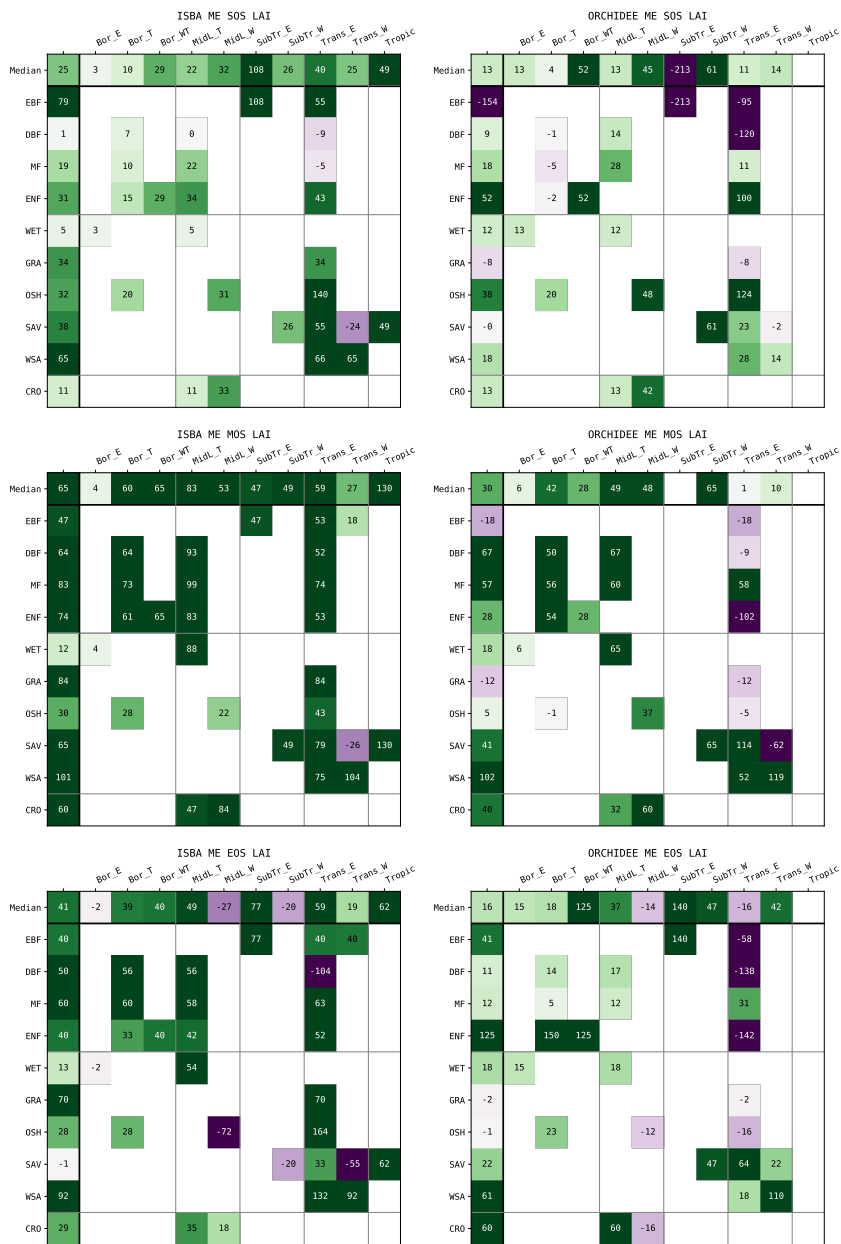 ISBA ME SOS LAI
Bor_E Bor_T Bor_WT MidL_T MidL_W SubTr_E SubTr_W Trans_E Trans_W Tropic
Median 25 3 10 29 22 32 108 26 40 25 49
EBF 79 108 55
DBF 1 7 0 -9
MF 19 10 22 -5
ENF 31 15 29 34 43
WET 5 3 5
GRA 34 34
OSH 32 20 31 140
SAV 38 26 55 -24 49
WSA 65 66 65
CRO 11 11 33
ORCHIDEE ME SOS LAI
Bor_E Bor_T Bor_WT MidL_T MidL_W SubTr_E SubTr_W Trans_E Trans_W Tropic
Median 13 13 4 52 13 45 -213 61 11 14
EBF -154 -213 -95
DBF 9 -1 14 -120
MF 18 -5 28 11
ENF 52 -2 52 100
WET 12 13 12
GRA -8 -8
OSH 38 20 48 124
SAV -0 61 23 -2
WSA 18 28 14
CRO 13 13 42
ISBA ME MOS LAI
Bor_E Bor_T Bor_WT MidL_T MidL_W SubTr_E SubTr_W Trans_E Trans_W Tropic
Median 65 4 60 65 83 53 47 49 59 27 130
EBF 47 47 53 18
DBF 64 64 93 52
MF 83 73 99 74
ENF 74 61 65 83 53
WET 12 4 88
GRA 84 84
OSH 30 28 22 43
SAV 65 49 79 -26 130
WSA 101 75 104
CRO 60 47 84
ORCHIDEE ME MOS LAI
Bor_E Bor_T Bor_WT MidL_T MidL_W SubTr_E SubTr_W Trans_E Trans_W Tropic
Median 30 6 42 28 49 48 65 1 10
EBF -18 -18
DBF 67 50 67 -9
MF 57 56 60 58
ENF 28 54 28 -102
WET 18 6 65
GRA -12 -12
OSH 5 -1 37 -5
SAV 41 65 114 -62
WSA 102 52 119
CRO 40 32 60
ISBA ME EOS LAI
Bor_E Bor_T Bor_WT MidL_T MidL_W SubTr_E SubTr_W Trans_E Trans_W Tropic
Median 41 -2 39 40 49 -27 77 -20 59 19 62
EBF 40 77 40 40
DBF 50 56 56 -104
MF 60 60 58 63
ENF 40 33 40 42 52
WET 13 -2 54
GRA 70 70
OSH 28 28 -72 164
SAV -1 -20 33 -55 62
WSA 92 132 92
CRO 29 35 18
ORCHIDEE ME EOS LAI
Bor_E Bor_T Bor_WT MidL_T MidL_W SubTr_E SubTr_W Trans_E Trans_W Tropic
Median 16 15 18 125 37 -14 140 47 -16 42
EBF 41 140 -58
DBF 11 14 17 -138
MF 12 5 12 31
ENF 125 150 125 -142
WET 18 15 18
GRA -2 -2
OSH -1 23 -12 -16
SAV 22 47 64 22
WSA 61 18 110
CRO 60 60 -16